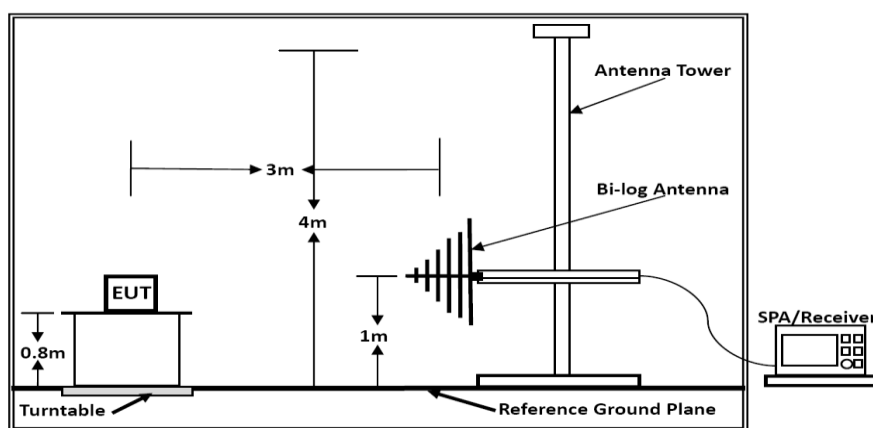 Antenna Tower
3m
Bi-log Antenna
4m
EUT
SPA/Receiver
1m
0.8m
Turntable
Reference Ground Plane